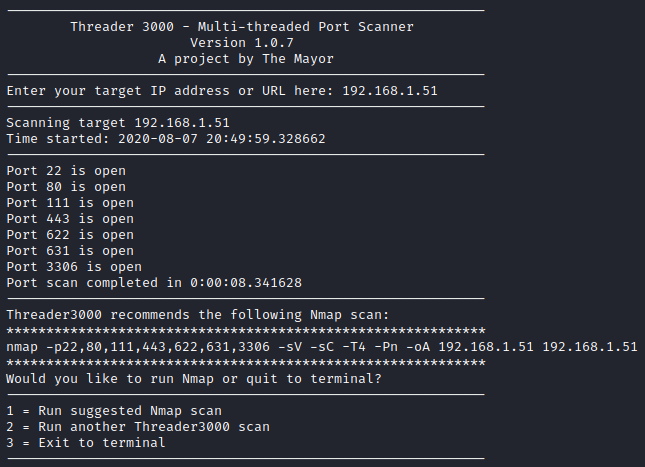 Threader 3000 - Multi-threaded Port Scanner
Version 1.0.7
A project by The Mayor
Enter your target IP address or URL here: 192.168.1.51
Scanning target 192.168.1.51
Time started: 2020-08-07 20:49:59.328662
Port 22 is open
Port 80 is open
Port 111 is open
Port 443 is open
Port 622 is open
Port 631 is open
Port 3306 is open
Port scan completed in 0:00:08.341628
Threader3000 recommends the following Nmap scan:
************************************************************
nmap -p22,80,111,443,622,631,3306 -sV -sC -T4 -Pn -oA 192.168.1.51 192.168.1.51
************************************************************
Would you like to run Nmap or quit to terminal?
1 = Run suggested Nmap scan
2 = Run another Threader3000 scan
3 = Exit to terminal